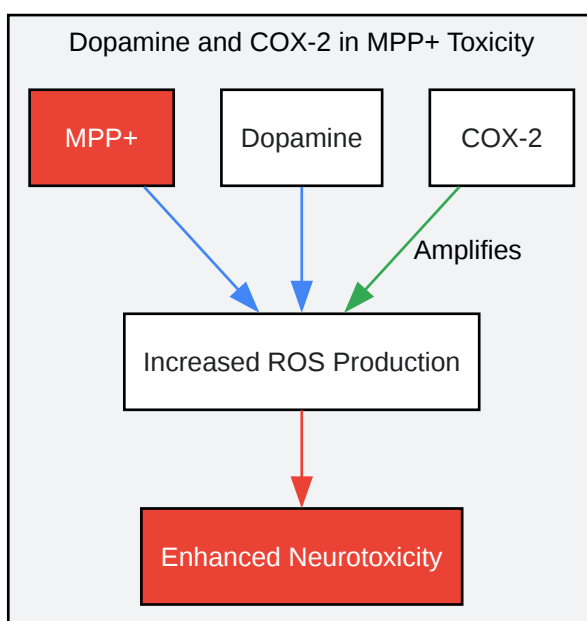 Dopamine and COX-2 in MPP+ Toxicity
MPP+
Dopamine
COX-2
Amplifies
Increased ROS Production
Enhanced Neurotoxicity